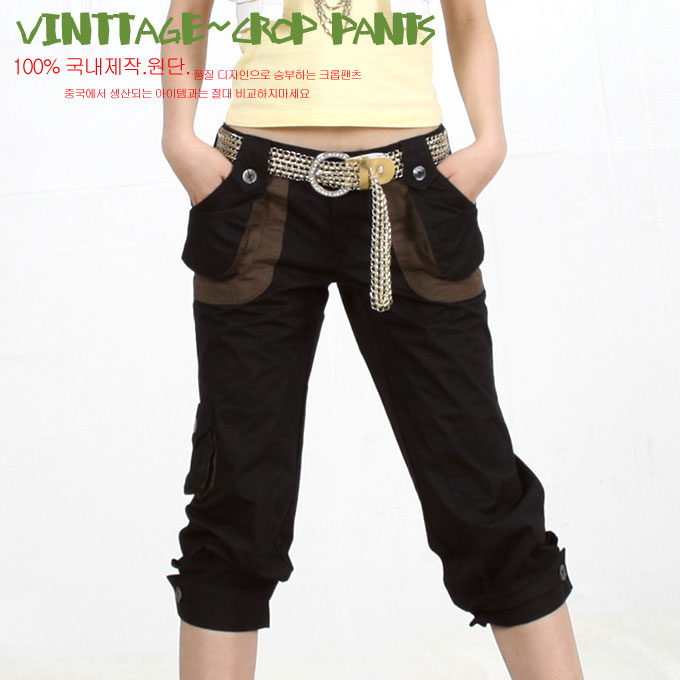 VINTTAGE~CROP PANTS
100% 국내제작.원단. 품질 디자인으로 승부하는 크롭팬츠
중국에서 생산되는 아이템과는 절대 비교하지마세요